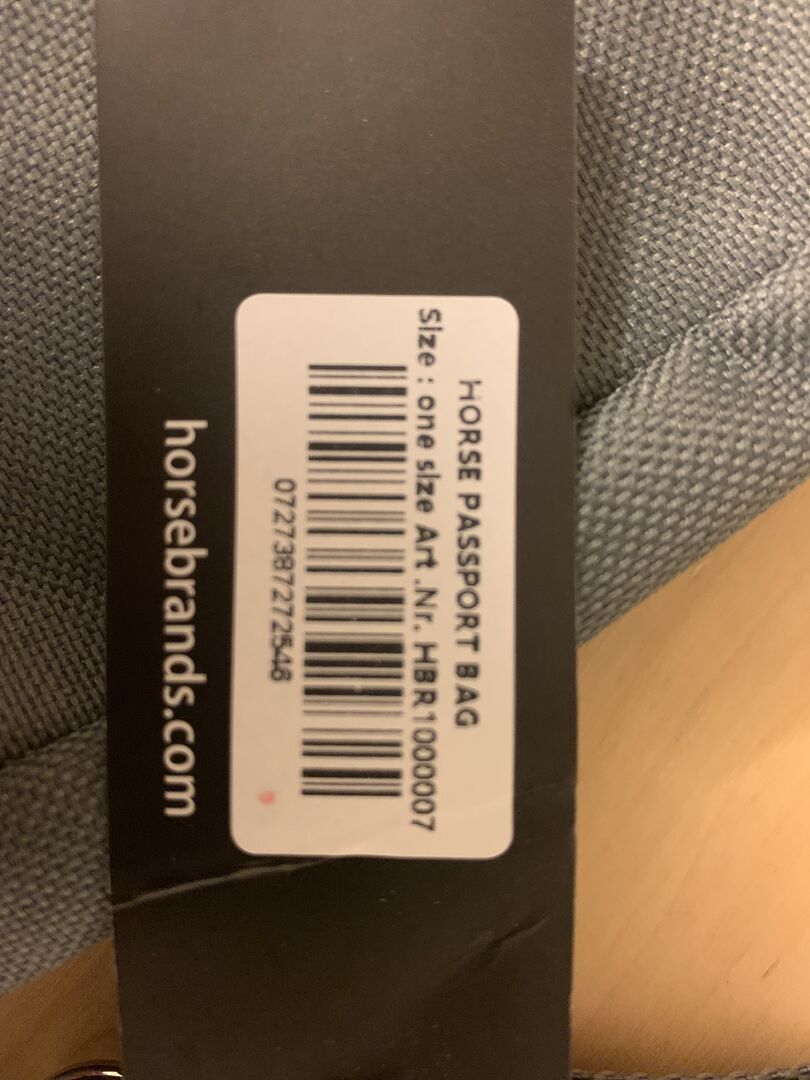 HORSE PASSPORT BAG
Size : one size Art .Nr. HBR1000007
0727387272546
horsebrands.com